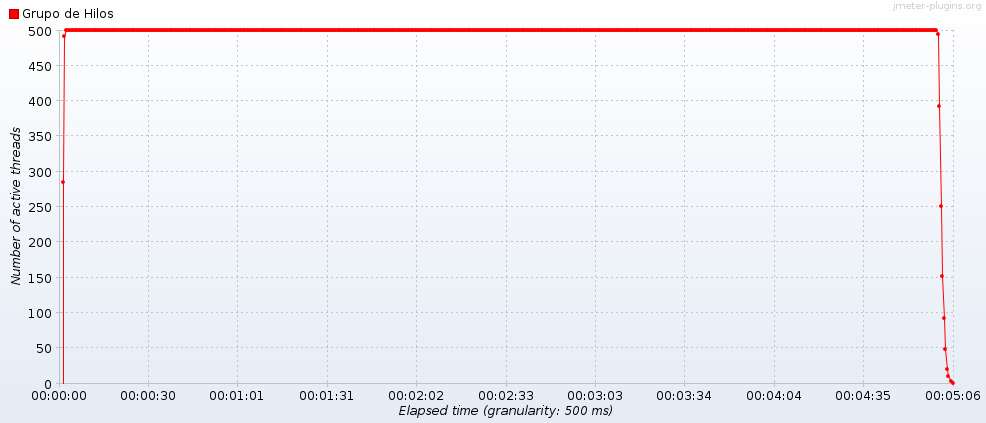 jmeter-plugins.org
Grupo de Hilos
500
450
400
350
300
250
200
150
100
50
0
Number of active threads
00:00:00 00:00:30 00:01:01 00:01:31 00:02:02 00:02:33 00:03:03 00:03:34 00:04:04 00:04:35 00:05:06
Elapsed time (granularity: 500 ms)